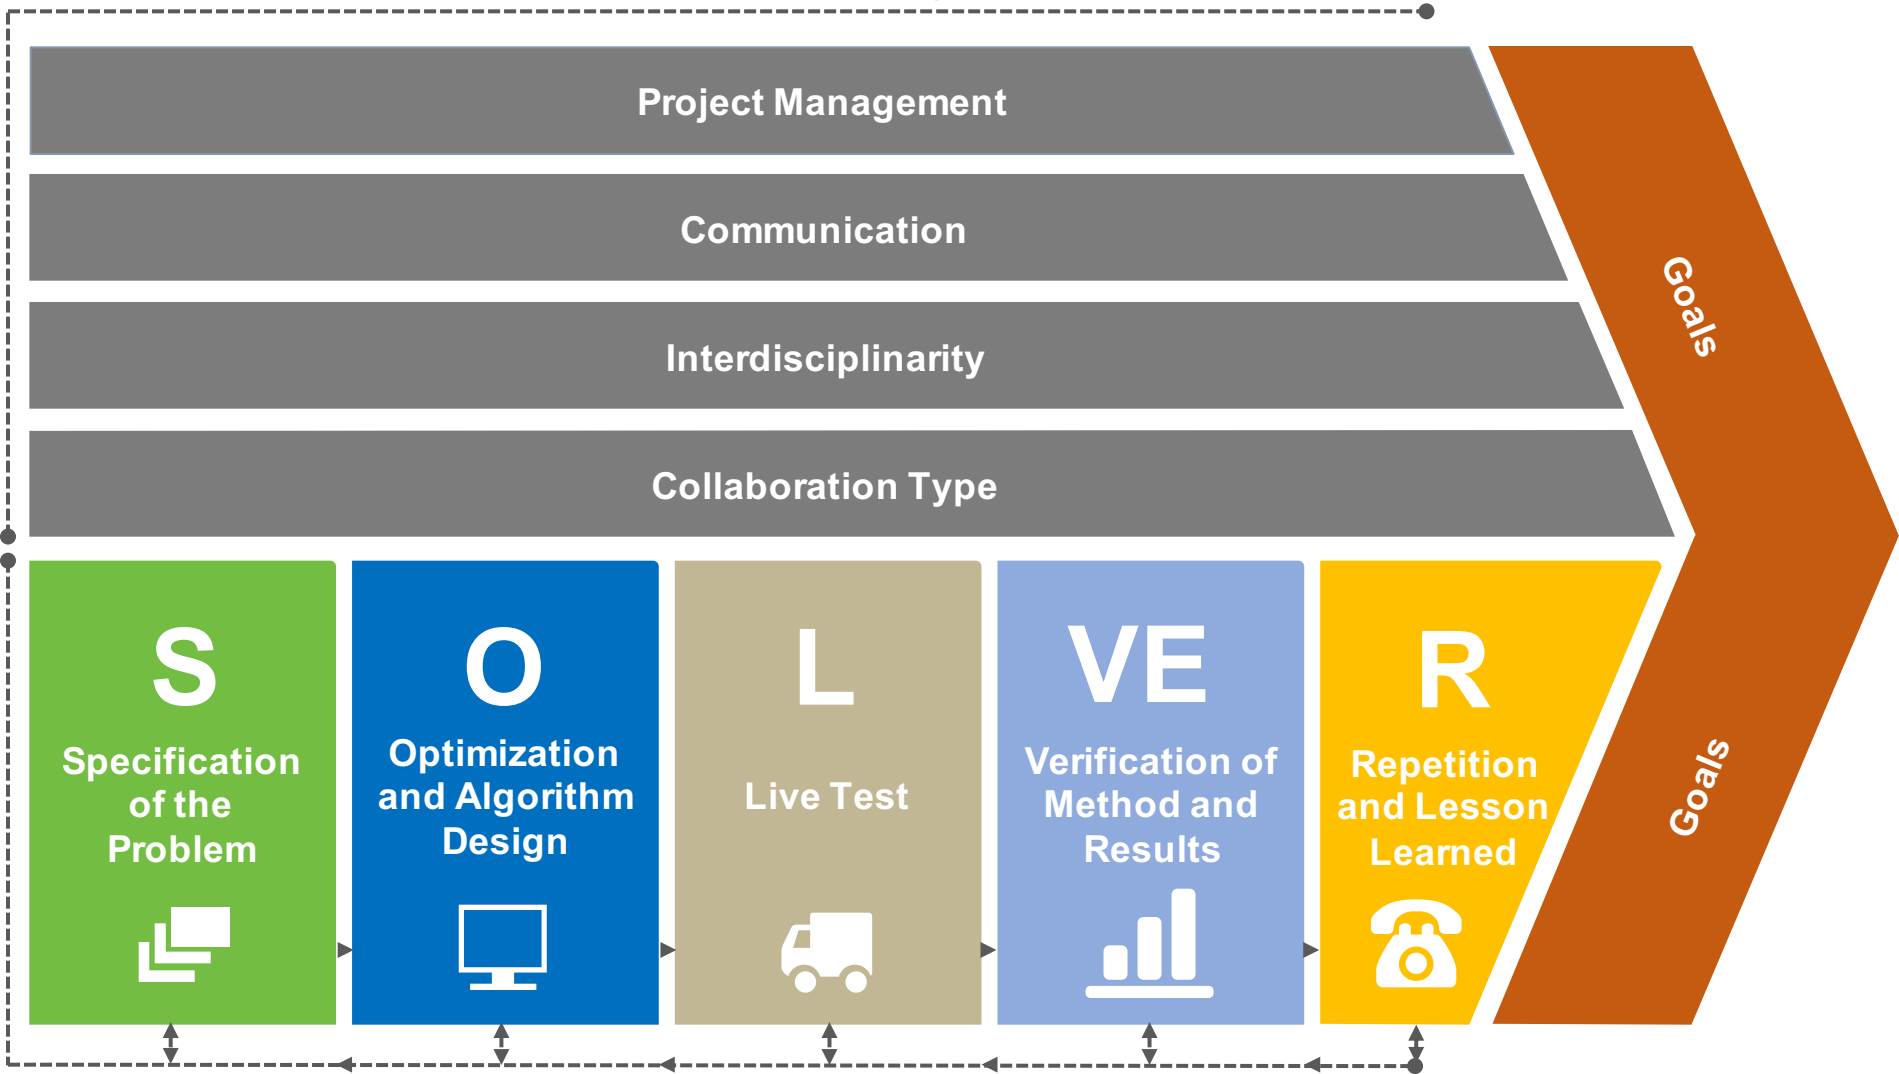 Project Management
Communication
Interdisciplinarity
Collaboration Type
Goals
Goals
S
Specification
of the
Problem
O
Optimization
and Algorithm
Design
L
Live Test
VE
Verification of
Method and
Results
R
Repetition
and Lesson
Learned